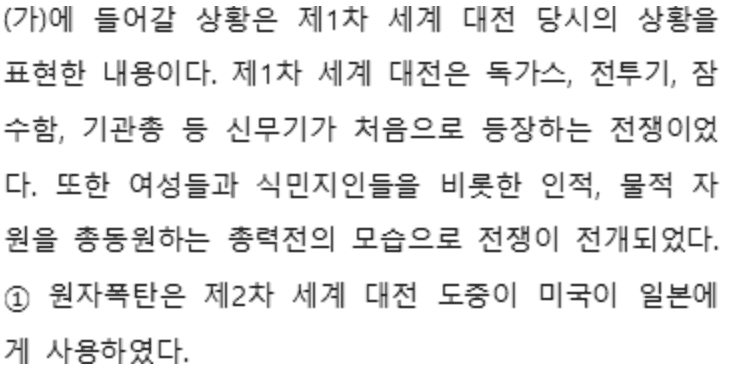 (가)에 들어갈 상황은 제1차 세계 대전 당시의 상황을
표현한 내용이다. 제1차 세계 대전은 독가스, 전투기, 잠
수함, 기관총 등 신무기가 처음으로 등장하는 전쟁이었
다. 또한 여성들과 식민지인들을 비롯한 인적, 물적 자
원을 총동원하는 총력전의 모습으로 전쟁이 전개되었다.
① 원자폭탄은 제2차 세계 대전 도중이 미국이 일본에
게 사용하였다.